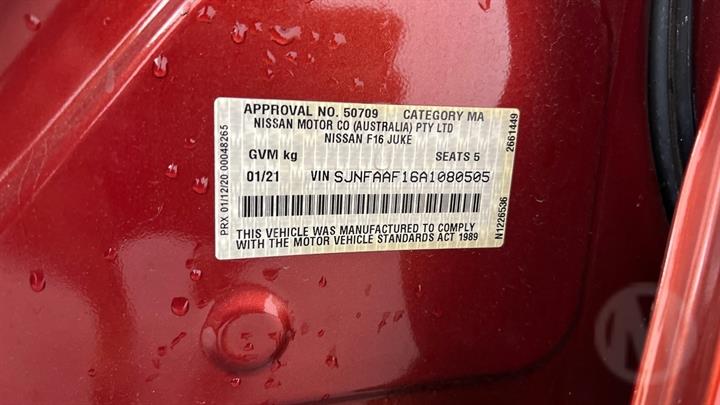 APPROVAL NO. 50709 CATEGORY MA
NISSAN MOTOR CO (AUSTRALIA) PTY LTD
NISSAN F16 JUKE
GVM kg SEATS 5
01/21 VIN SJNFAAF16A1080505
THIS VEHICLE WAS MANUFACTURED TO COMPLY
WITH THE MOTOR VEHICLE STANDARDS ACT 1989
PRX 01/12/20 00048265
2661449
N1226536
M